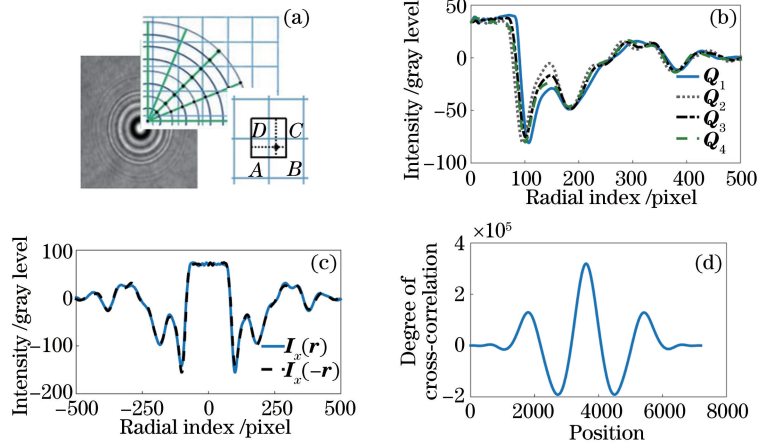 (a)
D C
A B
(b)
Intensity /gray level
50
0
−50
−100
Q1
Q2
Q3
Q4
0 100 200 300 400 500
Radial index /pixel
(c)
Intensity /gray level
100
0
−100
−200
Ix(r)
Ix(−r)
−500 −250 0 250 500
Radial index /pixel
(d)
×10⁵
Degree of
cross-correlation
4
2
0
−2
0 2000 4000 6000 8000
Position